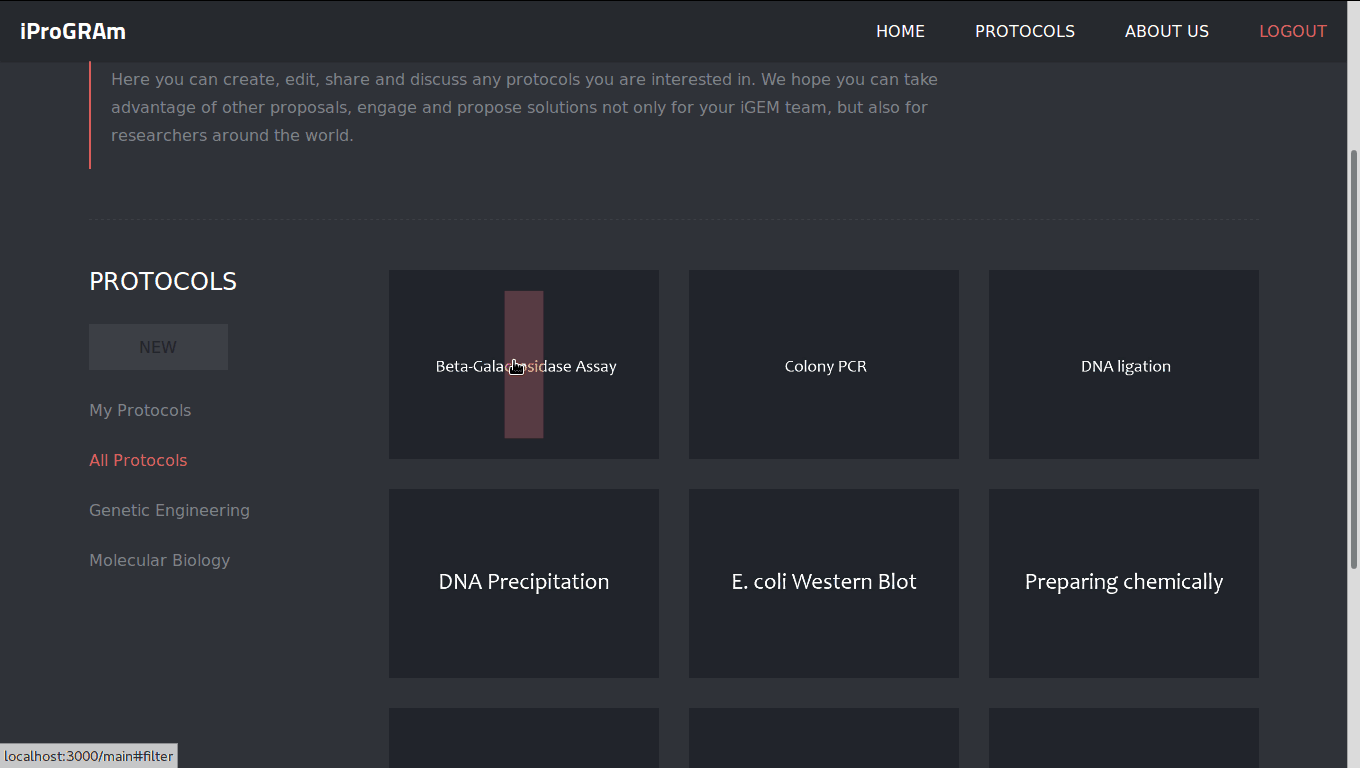 iProGRAm
HOME
PROTOCOLS
ABOUT US
LOGOUT
Here you can create, edit, share and discuss any protocols you are interested in. We hope you can take
advantage of other proposals, engage and propose solutions not only for your iGEM team, but also for
researchers around the world.
PROTOCOLS
NEW
My Protocols
All Protocols
Genetic Engineering
Molecular Biology
Beta-Galactosidase Assay
Colony PCR
DNA ligation
DNA Precipitation
E. coli Western Blot
Preparing chemically
localhost:3000/main#filter